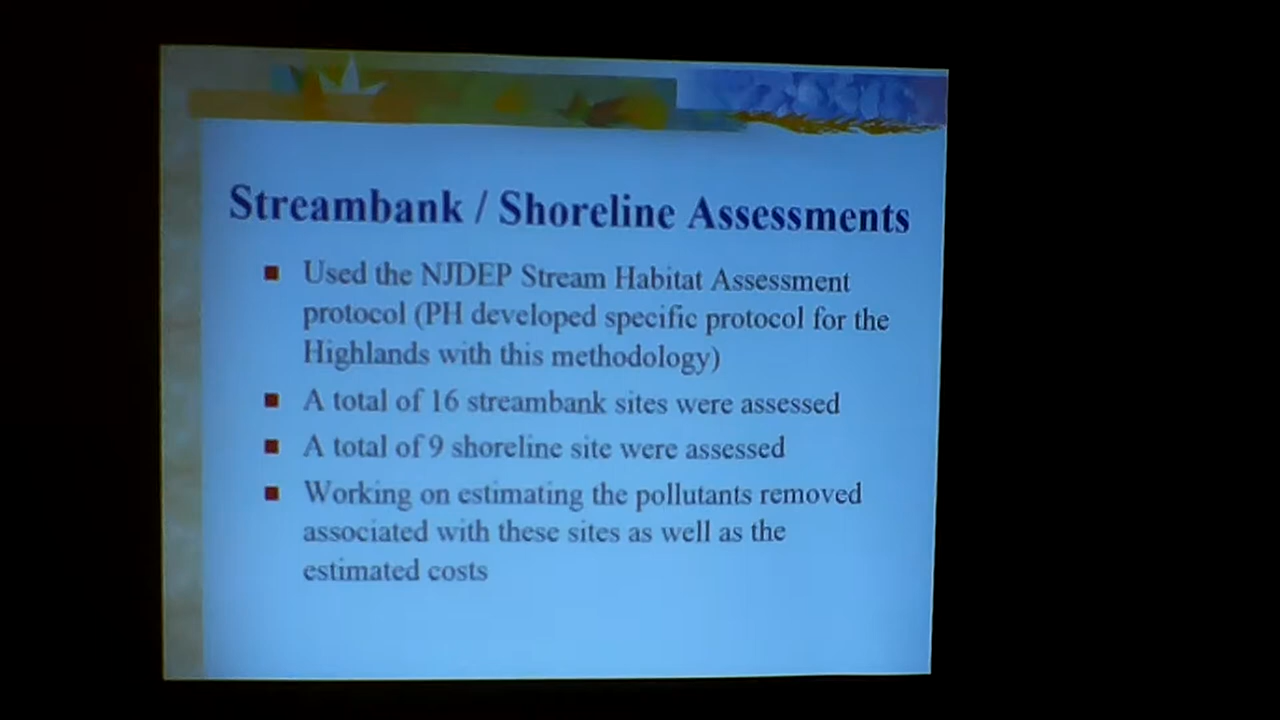 Streambank / Shoreline Assessments
■ Used the NJDEP Stream Habitat Assessment
protocol (PH developed specific protocol for the
Highlands with this methodology)
■ A total of 16 streambank sites were assessed
■ A total of 9 shoreline site were assessed
■ Working on estimating the pollutants removed
associated with these sites as well as the
estimated costs